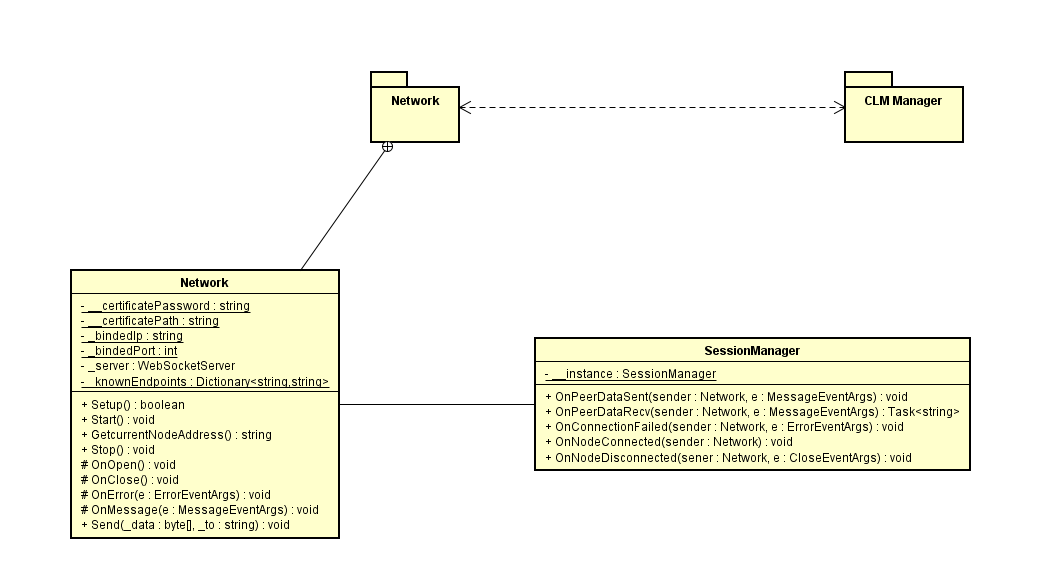 Network
CLM Manager
Network
- __certificatePassword : string
- __certificatePath : string
- _bindedIp : string
- _bindedPort : int
- _server : WebSocketServer
- _knownEndpoints : Dictionary<string,string>
+ Setup() : boolean
+ Start() : void
+ GetcurrentNodeAddress() : string
+ Stop() : void
# OnOpen() : void
# OnClose() : void
# OnError(e : ErrorEventArgs) : void
# OnMessage(e : MessageEventArgs) : void
+ Send(_data : byte[], _to : string) : void
SessionManager
- __instance : SessionManager
+ OnPeerDataSent(sender : Network, e : MessageEventArgs) : void
+ OnPeerDataRecv(sender : Network, e : MessageEventArgs) : Task<string>
+ OnConnectionFailed(sender : Network, e : ErrorEventArgs) : void
+ OnNodeConnected(sender : Network) : void
+ OnNodeDisconnected(sener : Network, e : CloseEventArgs) : void